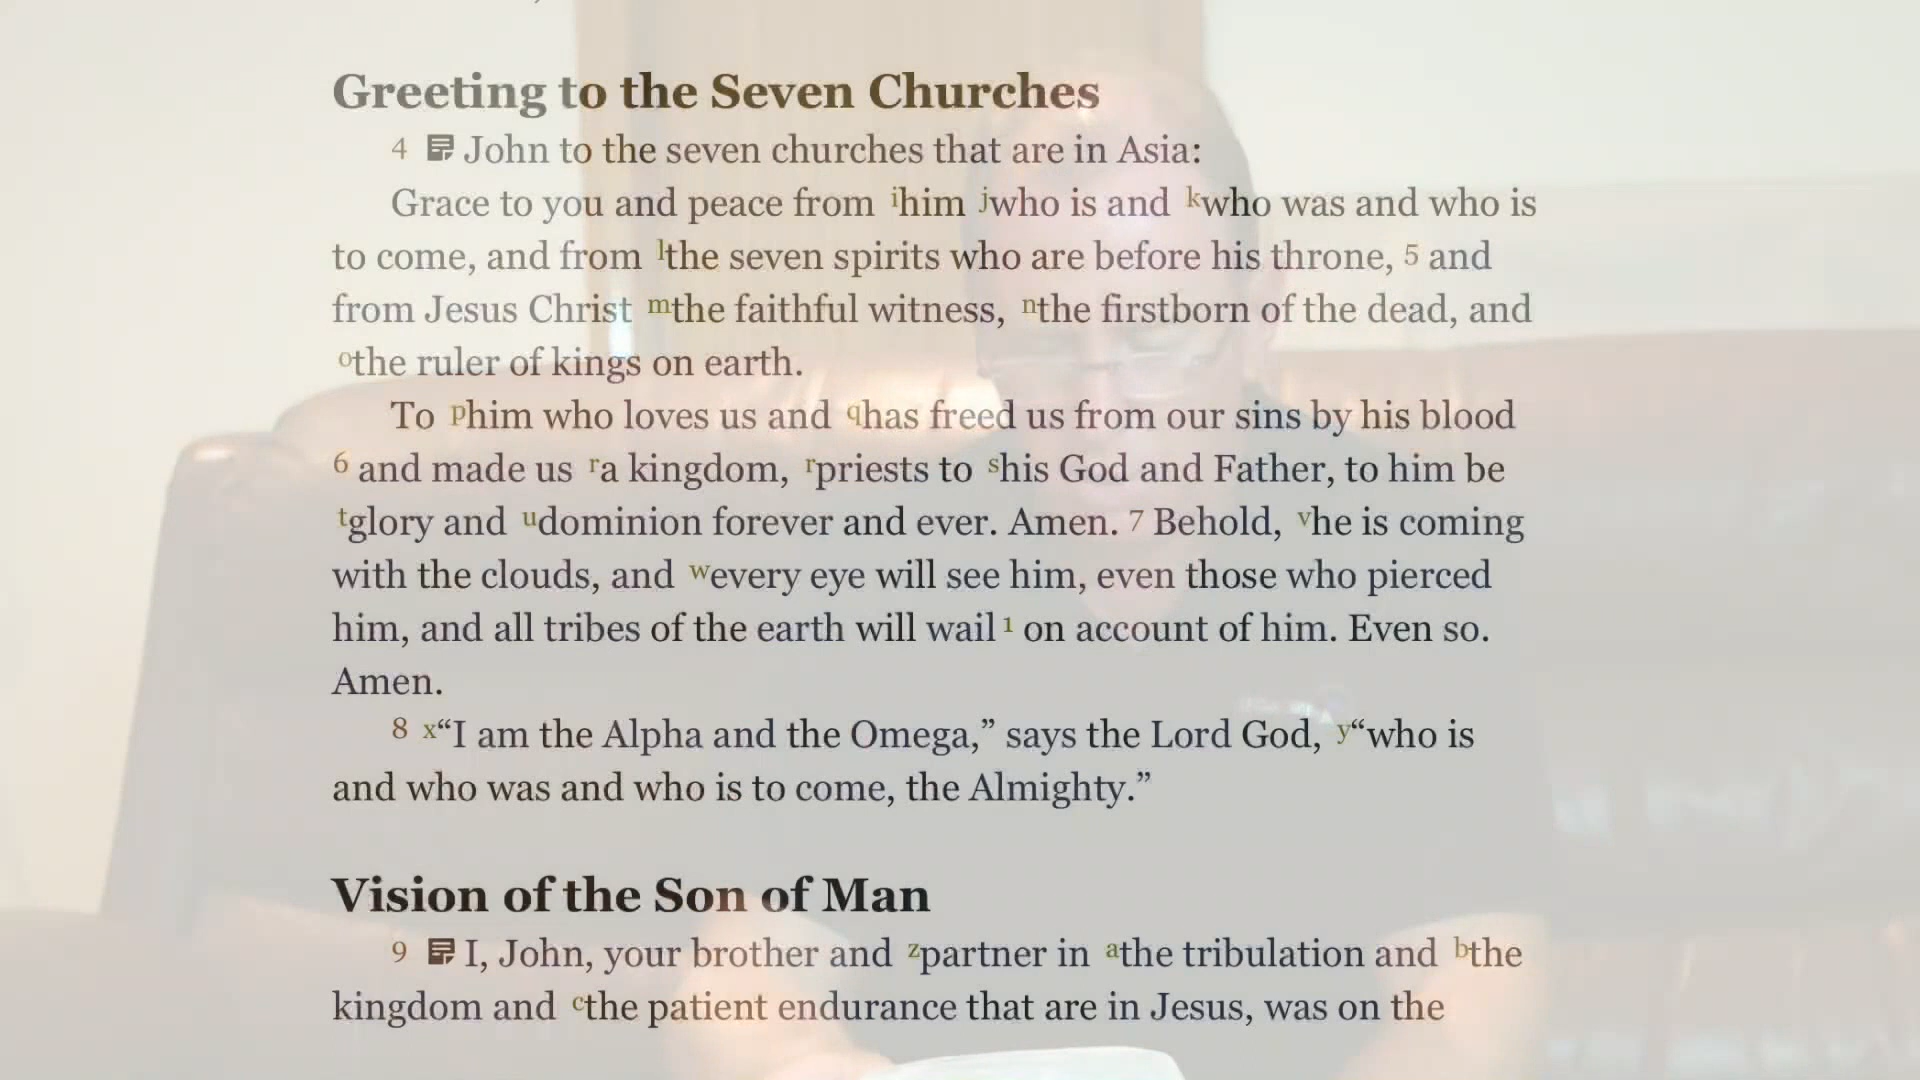 Greeting to the Seven Churches
4 John to the seven churches that are in Asia:
Grace to you and peace from ihim jwho is and kwho was and who is
to come, and from lthe seven spirits who are before his throne, 5 and
from Jesus Christ mthe faithful witness, nthe firstborn of the dead, and
othe ruler of kings on earth.
To phim who loves us and qhas freed us from our sins by his blood
6 and made us ra kingdom, rpriests to shis God and Father, to him be
tglory and udominion forever and ever. Amen. 7 Behold, vhe is coming
with the clouds, and wevery eye will see him, even those who pierced
him, and all tribes of the earth will wail1 on account of him. Even so.
Amen.
8 x“I am the Alpha and the Omega,” says the Lord God, y“who is
and who was and who is to come, the Almighty.”
Vision of the Son of Man
9 I, John, your brother and zpartner in athe tribulation and bthe
kingdom and cthe patient endurance that are in Jesus, was on the